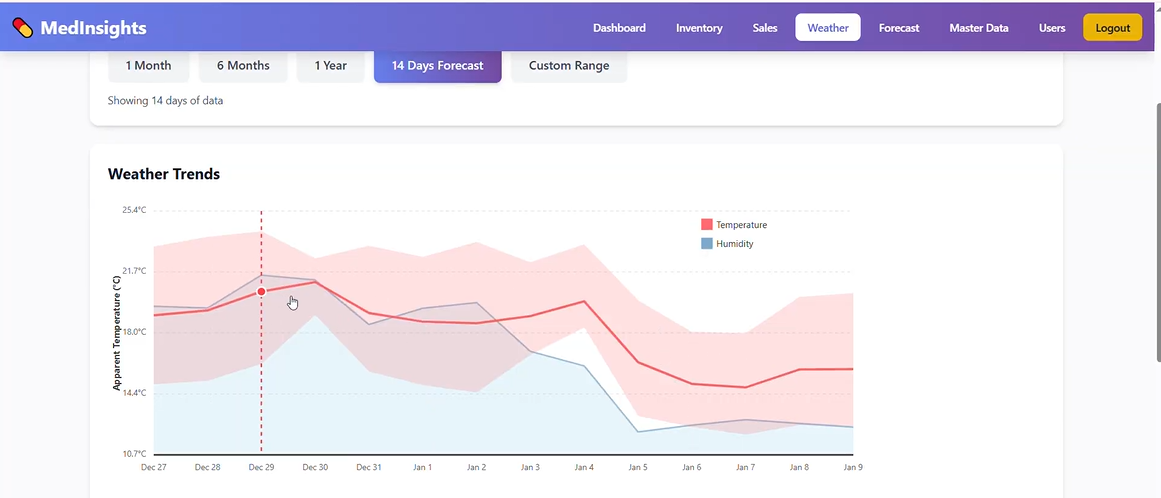 MedInsights
Dashboard
Inventory
Sales
Weather
Forecast
Master Data
Users
Logout
1 Month
6 Months
1 Year
14 Days Forecast
Custom Range
Showing 14 days of data
Weather Trends
Temperature
Humidity
Apparent Temperature (°C)
25.4°C
21.7°C
18.0°C
14.4°C
10.7°C
Dec 27
Dec 28
Dec 29
Dec 30
Dec 31
Jan 1
Jan 2
Jan 3
Jan 4
Jan 5
Jan 6
Jan 7
Jan 8
Jan 9